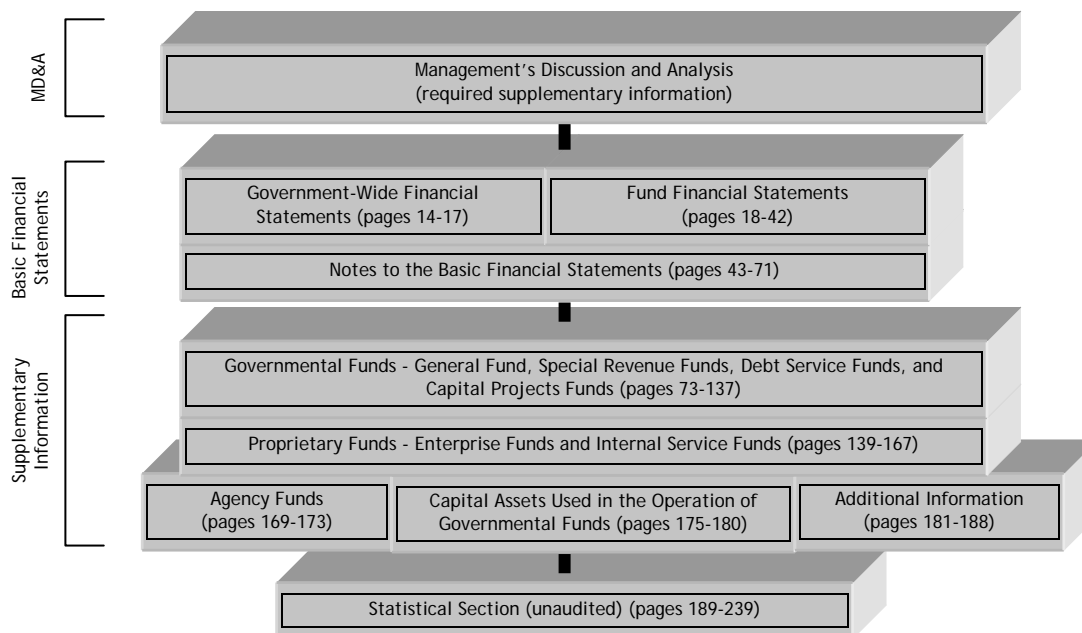 MD&A
Management's Discussion and Analysis
(required supplementary information)
Basic Financial
Statements
Government-Wide Financial
Statements (pages 14-17)
Fund Financial Statements
(pages 18-42)
Notes to the Basic Financial Statements (pages 43-71)
Supplementary
Information
Governmental Funds - General Fund, Special Revenue Funds, Debt Service Funds, and
Capital Projects Funds (pages 73-137)
Proprietary Funds - Enterprise Funds and Internal Service Funds (pages 139-167)
Agency Funds
(pages 169-173)
Capital Assets Used in the Operation of
Governmental Funds (pages 175-180)
Additional Information
(pages 181-188)
Statistical Section (unaudited) (pages 189-239)